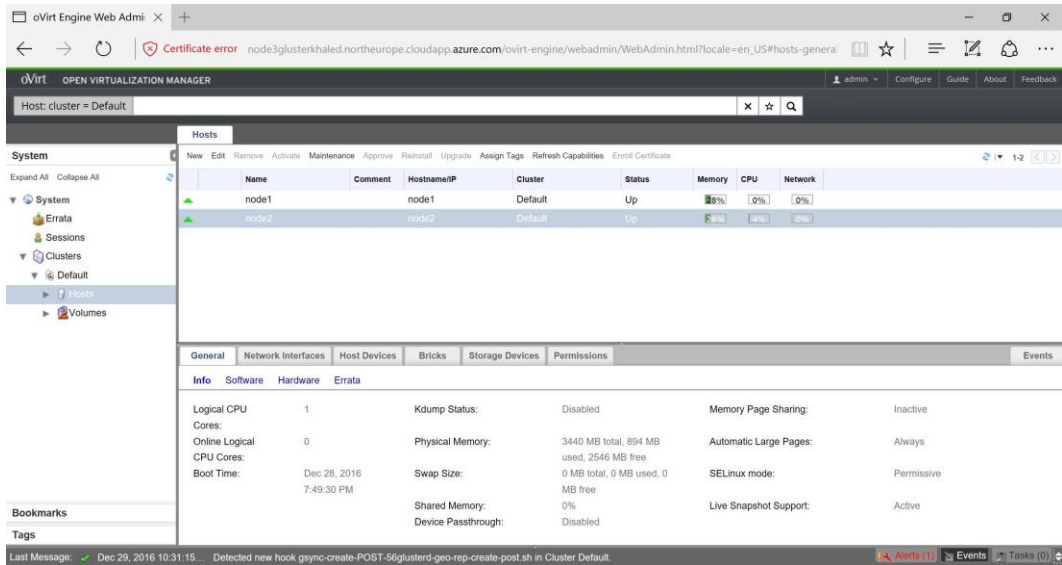 oVirt Engine Web Admi
Certificate error node3glusterkhaled.northeurope.cloudapp.azure.com/ovirt-engine/webadmin/WebAdmin.html?locale=en_US#hosts-general
oVirt OPEN VIRTUALIZATION MANAGER admin Configure Guide About Feedback
Host: cluster = Default
Hosts
System
New Edit Remove Activate Maintenance Approve Reinstall Upgrade Assign Tags Refresh Capabilities Enroll Certificate 1-2
Expand All Collapse All
Name Comment Hostname/IP Cluster Status Memory CPU Network
System
node1 node1 Default Up 28% 0% 0%
Errata
node2 node2 Default Up
Sessions
Clusters
Default
Hosts
Volumes
General Network Interfaces Host Devices Bricks Storage Devices Permissions Events
Info Software Hardware Errata
Logical CPU Cores: 1 Kdump Status: Disabled Memory Page Sharing: Inactive
Online Logical CPU Cores: 0 Physical Memory: 3440 MB total, 894 MB used, 2546 MB free Automatic Large Pages: Always
Boot Time: Dec 28, 2016 7:49:30 PM Swap Size: 0 MB total, 0 MB used, 0 MB free SELinux mode: Permissive
Shared Memory: 0% Live Snapshot Support: Active
Device Passthrough: Disabled
Bookmarks
Tags
Last Message: Dec 29, 2016 10:31:15... Detected new hook gsync-create-POST-56glusterd-geo-rep-create-post.sh in Cluster Default. Alerts (1) Events Tasks (0)